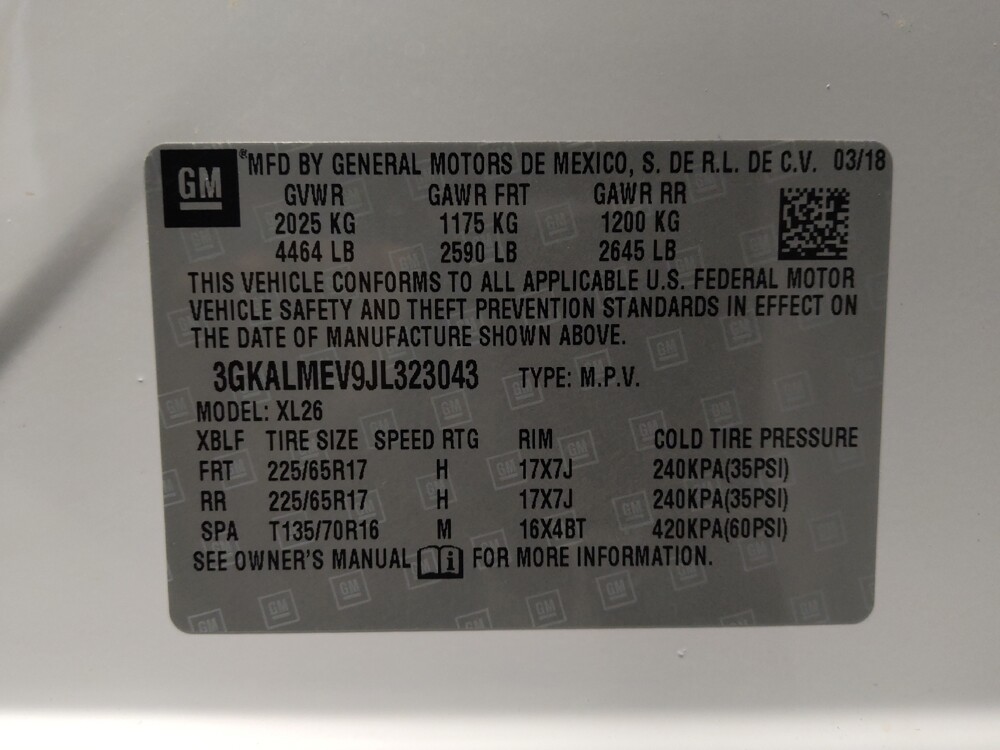 GM ® MFD BY GENERAL MOTORS DE MEXICO, S. DE R.L. DE C.V. 03/18
GVWR GAWR FRT GAWR RR
2025 KG 1175 KG 1200 KG
4464 LB 2590 LB 2645 LB
THIS VEHICLE CONFORMS TO ALL APPLICABLE U.S. FEDERAL MOTOR
VEHICLE SAFETY AND THEFT PREVENTION STANDARDS IN EFFECT ON
THE DATE OF MANUFACTURE SHOWN ABOVE.
3GKALMEV9JL323043 TYPE: M.P.V.
MODEL: XL26
XBLF TIRE SIZE SPEED RTG RIM COLD TIRE PRESSURE
FRT 225/65R17 H 17X7J 240KPA(35PSI)
RR 225/65R17 H 17X7J 240KPA(35PSI)
SPA T135/70R16 M 16X4BT 420KPA(60PSI)
SEE OWNER'S MANUAL i FOR MORE INFORMATION.